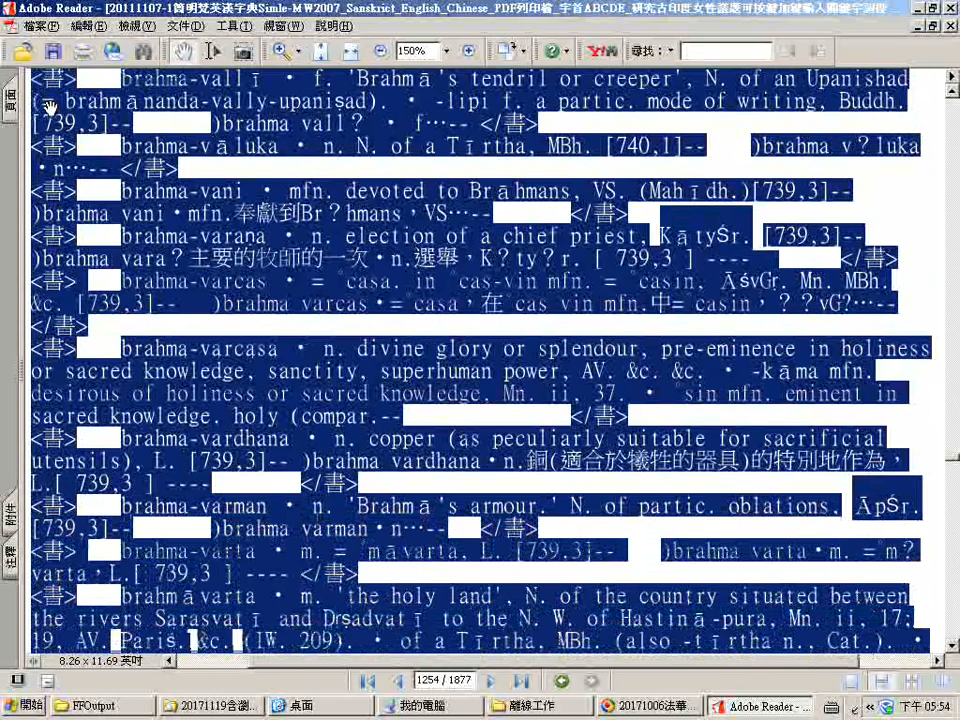 Adobe Reader - [20111107-1簡明梵英漢字典Simle-MW2007_Sanskrict_English_Chinese_PDF列印檔_字首ABCDE_研究古印度女性議題可按複鍵輸入關鍵字詞搜
檔案(F) 編輯(E) 檢視(V) 文件(D) 工具(T) 視窗(W) 說明(H)
150% 尋找:
頁面
<書> brahma-vallī • f. 'Brahmā's tendril or creeper', N. of an Upanishad
brahmānanda-vally-upaniṣad). • -lipi f. a partic. mode of writing, Buddh.
[739,3]-- )brahma vall? • f…-- </書>
<書> brahma-vāluka • n. N. of a Tīrtha, MBh. [740,1]-- )brahma v?luka
•n…-- </書>
<書> brahma-vani • mfn. devoted to Brāhmans, VS. (Mahīdh.)[739,3]--
)brahma vani•mfn.奉獻到Br?hmans,VS…-- </書>
<書> brahma-varaṇa • n. election of a chief priest, KātyŚr. [739,3]--
)brahma vara?主要的牧師的一次•n.選舉,K?ty?r. [ 739,3 ] ---- </書>
<書> brahma-varcas • = °casa. in °cas-vin mfn. = °casin, ĀśvGṛ. Mn. MBh.
&c. [739,3]-- )brahma varcas•=°casa,在°cas vin mfn.中=°casin,??vG?…--
</書>
<書> brahma-varcasa • n. divine glory or splendour, pre-eminence in holiness
or sacred knowledge, sanctity, superhuman power, AV. &c. &c. • -kāma mfn.
desirous of holiness or sacred knowledge, Mn. ii, 37. • °sin mfn. eminent in
sacred knowledge. holy (compar.-- </書>
<書> brahma-vardhana • n. copper (as peculiarly suitable for sacrificial
utensils), L. [739,3]-- )brahma vardhana•n.銅(適合於犧牲的器具)的特別地作為,
L.[ 739,3 ] ---- </書>
<書> brahma-varman • n. 'Brahmā's armour.' N. of partic. oblations, ĀpŚr.
[739,3]-- )brahma varman•n…-- </書>
<書> brahma-varta • m. = °māvarta, L. [739.3]-- )brahma varta•m. =°m?
varta,L.[ 739,3 ] ---- </書>
<書> brahmāvarta • m. 'the holy land', N. of the country situated between
the rivers Sarasvatī and Dṛsadvatī to the N. W. of Hastinā-pura, Mn. ii, 17;
19, AV. Pariś. &c. (IW. 209). • of a Tīrtha, MBh. (also -tīrtha n, Cat.). •
附件
注釋
8.26 x 11.69 英吋
1254 / 1877
開始 FFOutput 20171119含瀏... 桌面 我的電腦 離線工作 20171006法華... Adobe Reader - ... 下午 05:54